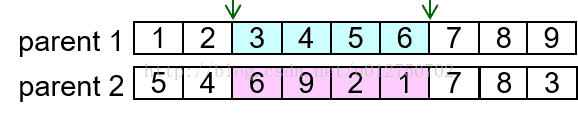 parent 1 1 2 3 4 5 6 7 8 9
parent 2 5 4 6 9 2 1 7 8 3